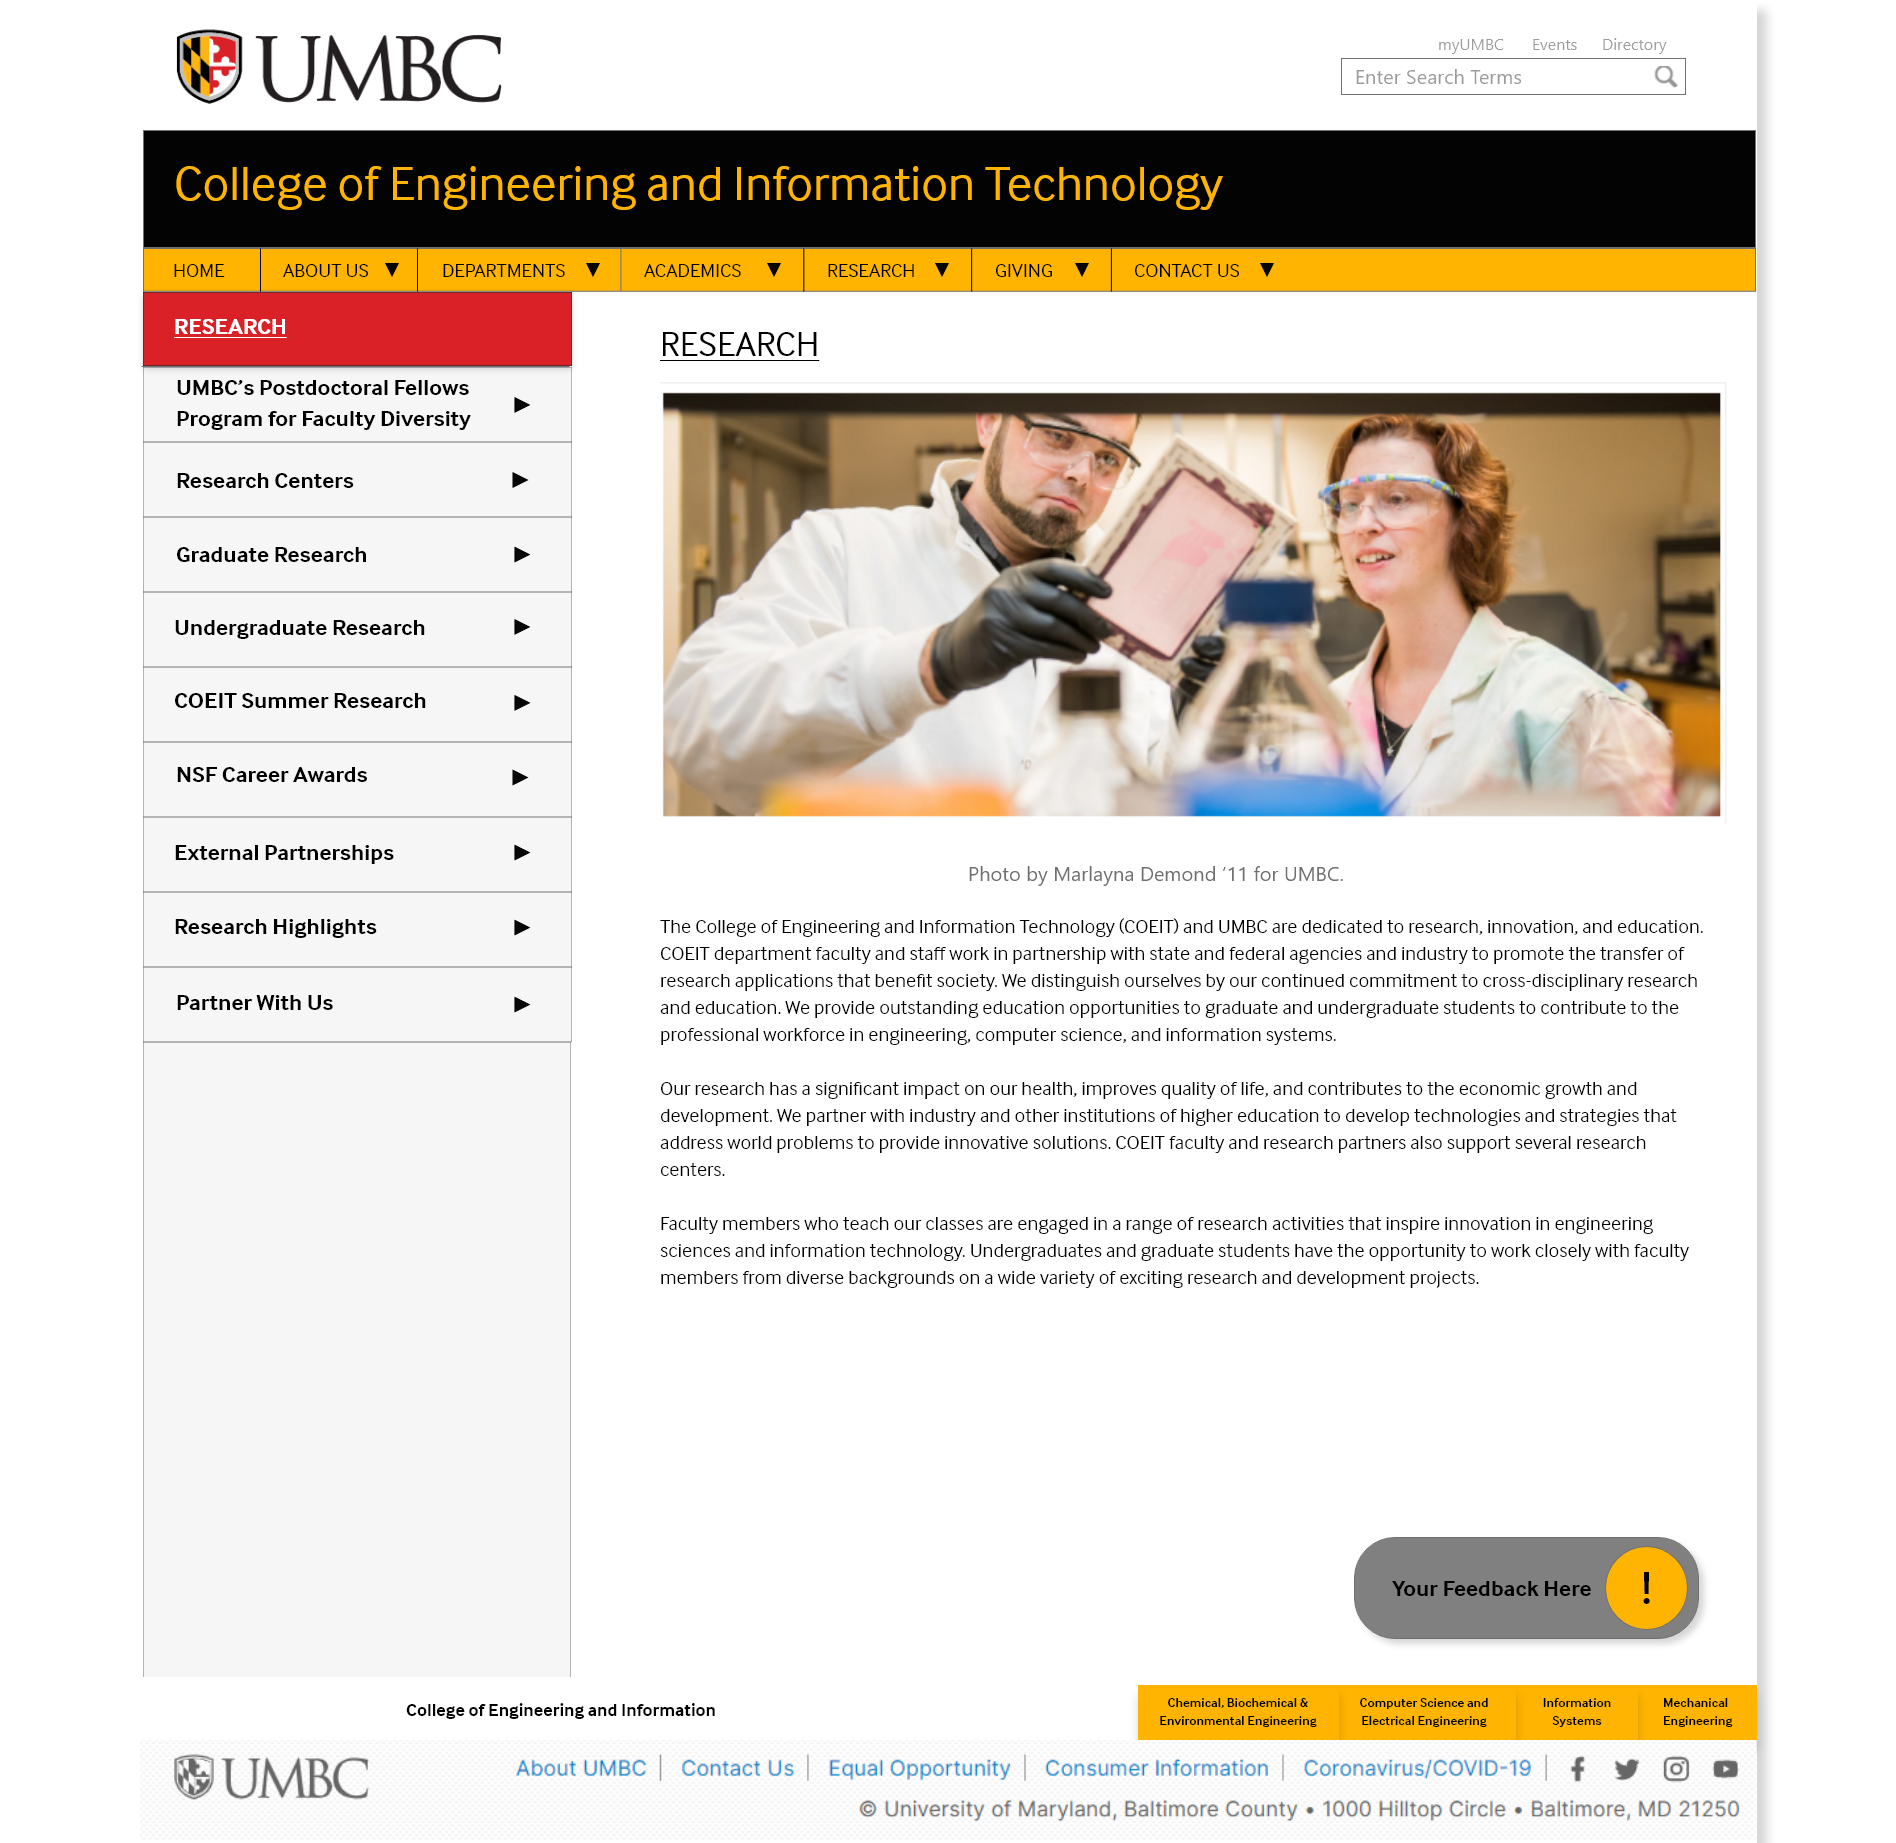 UMBC
myUMBC Events Directory
Enter Search Terms
College of Engineering and Information Technology
HOME ABOUT US ▼ DEPARTMENTS ▼ ACADEMICS ▼ RESEARCH ▼ GIVING ▼ CONTACT US ▼
RESEARCH
UMBC’s Postdoctoral Fellows
Program for Faculty Diversity
Research Centers
Graduate Research
Undergraduate Research
COEIT Summer Research
NSF Career Awards
External Partnerships
Research Highlights
Partner With Us
RESEARCH
Photo by Marlayna Demond ’11 for UMBC.
The College of Engineering and Information Technology (COEIT) and UMBC are dedicated to research, innovation, and education.
COEIT department faculty and staff work in partnership with state and federal agencies and industry to promote the transfer of
research applications that benefit society. We distinguish ourselves by our continued commitment to cross-disciplinary research
and education. We provide outstanding education opportunities to graduate and undergraduate students to contribute to the
professional workforce in engineering, computer science, and information systems.
Our research has a significant impact on our health, improves quality of life, and contributes to the economic growth and
development. We partner with industry and other institutions of higher education to develop technologies and strategies that
address world problems to provide innovative solutions. COEIT faculty and research partners also support several research
centers.
Faculty members who teach our classes are engaged in a range of research activities that inspire innovation in engineering
sciences and information technology. Undergraduates and graduate students have the opportunity to work closely with faculty
members from diverse backgrounds on a wide variety of exciting research and development projects.
Your Feedback Here !
College of Engineering and Information
Chemical, Biochemical &
Environmental Engineering
Computer Science and
Electrical Engineering
Information
Systems
Mechanical
Engineering
UMBC
About UMBC | Contact Us | Equal Opportunity | Consumer Information | Coronavirus/COVID-19 |
© University of Maryland, Baltimore County • 1000 Hilltop Circle • Baltimore, MD 21250